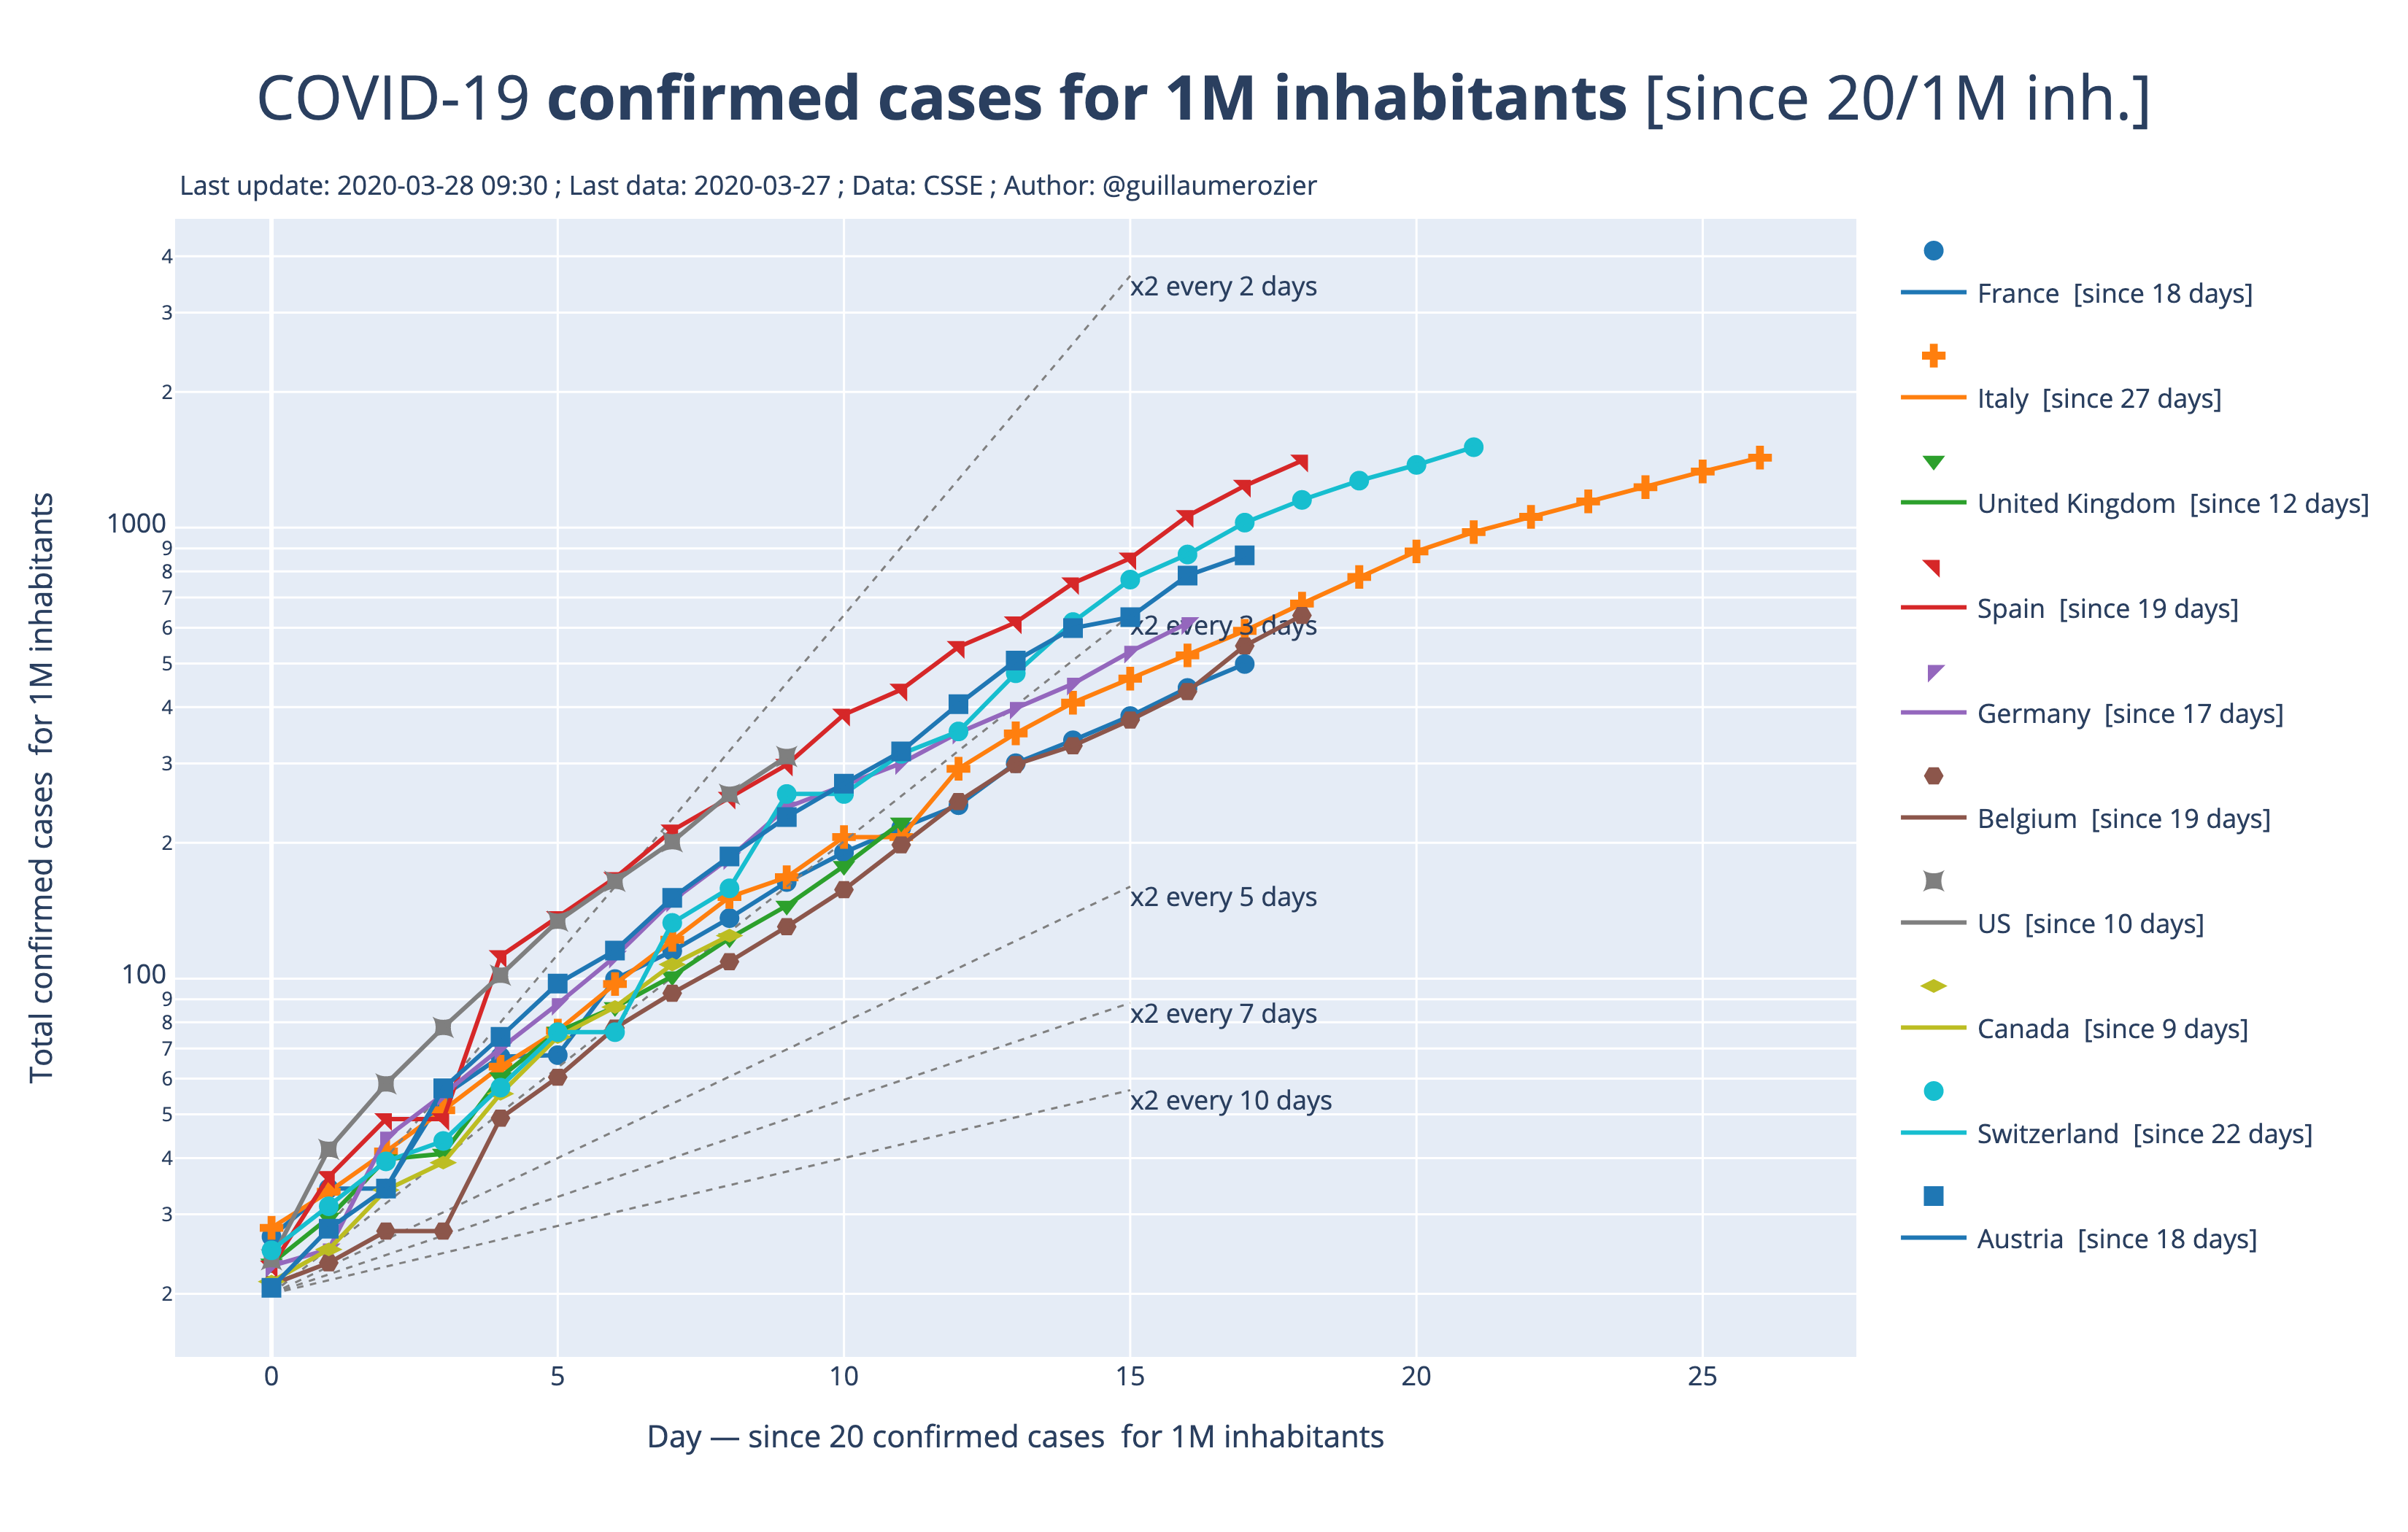 COVID-19 confirmed cases for 1M inhabitants [since 20/1M inh.]
Last update: 2020-03-28 09:30 ; Last data: 2020-03-27 ; Data: CSSE ; Author: @guillaumerozier
Total confirmed cases  for 1M inhabitants
4
3
2
1000
9
8
7
6
5
4
3
2
100
9
8
7
6
5
4
3
2
x2 every 2 days
x2 every 3 days
x2 every 5 days
x2 every 7 days
x2 every 10 days
0
5
10
15
20
25
Day — since 20 confirmed cases  for 1M inhabitants
France  [since 18 days]
Italy  [since 27 days]
United Kingdom  [since 12 days]
Spain  [since 19 days]
Germany  [since 17 days]
Belgium  [since 19 days]
US  [since 10 days]
Canada  [since 9 days]
Switzerland  [since 22 days]
Austria  [since 18 days]